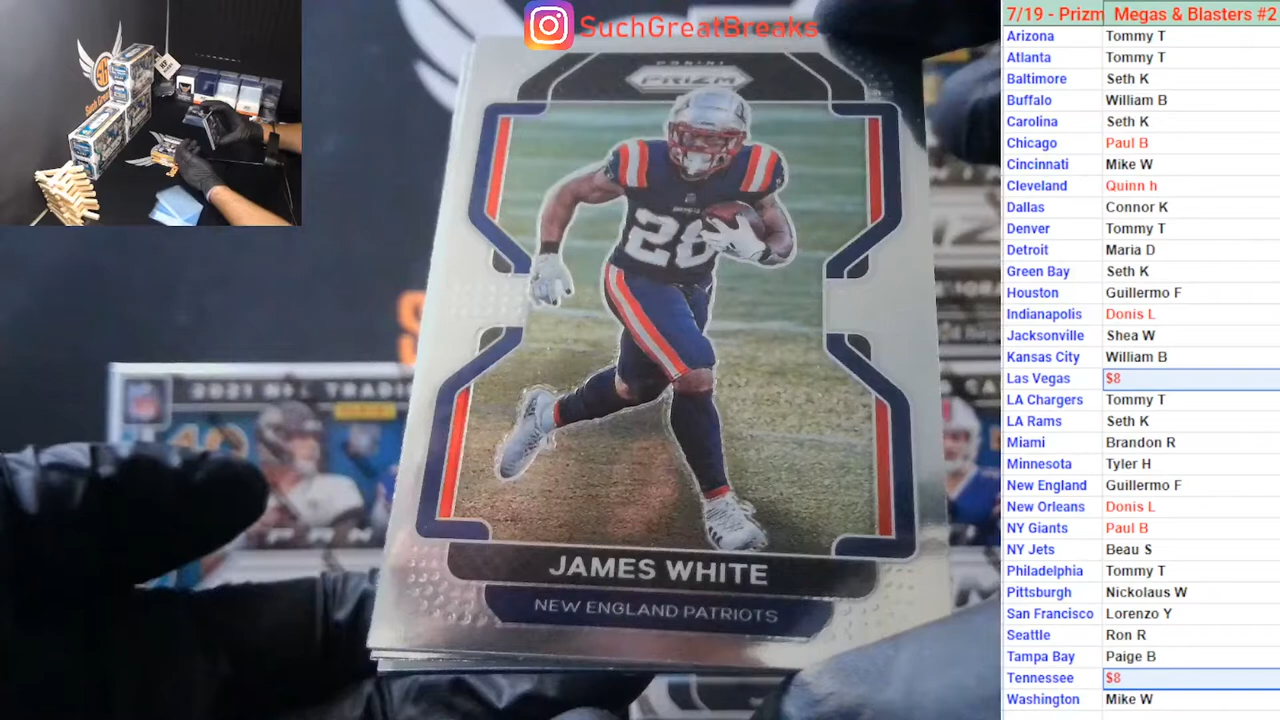 SuchGreatBreaks
7/19 - Prizm Megas & Blasters #2
Arizona Tommy T
Atlanta Tommy T
Baltimore Seth K
Buffalo William B
Carolina Seth K
Chicago Paul B
Cincinnati Mike W
Cleveland Quinn h
Dallas Connor K
Denver Tommy T
Detroit Maria D
Green Bay Seth K
Houston Guillermo F
Indianapolis Donis L
Jacksonville Shea W
Kansas City William B
Las Vegas $8
LA Chargers Tommy T
LA Rams Seth K
Miami Brandon R
Minnesota Tyler H
New England Guillermo F
New Orleans Donis L
NY Giants Paul B
NY Jets Beau S
Philadelphia Tommy T
Pittsburgh Nickolaus W
San Francisco Lorenzo Y
Seattle Ron R
Tampa Bay Paige B
Tennessee $8
Washington Mike W
PANINI
PRIZM
28
JAMES WHITE
NEW ENGLAND PATRIOTS
2021 NFL TRADI